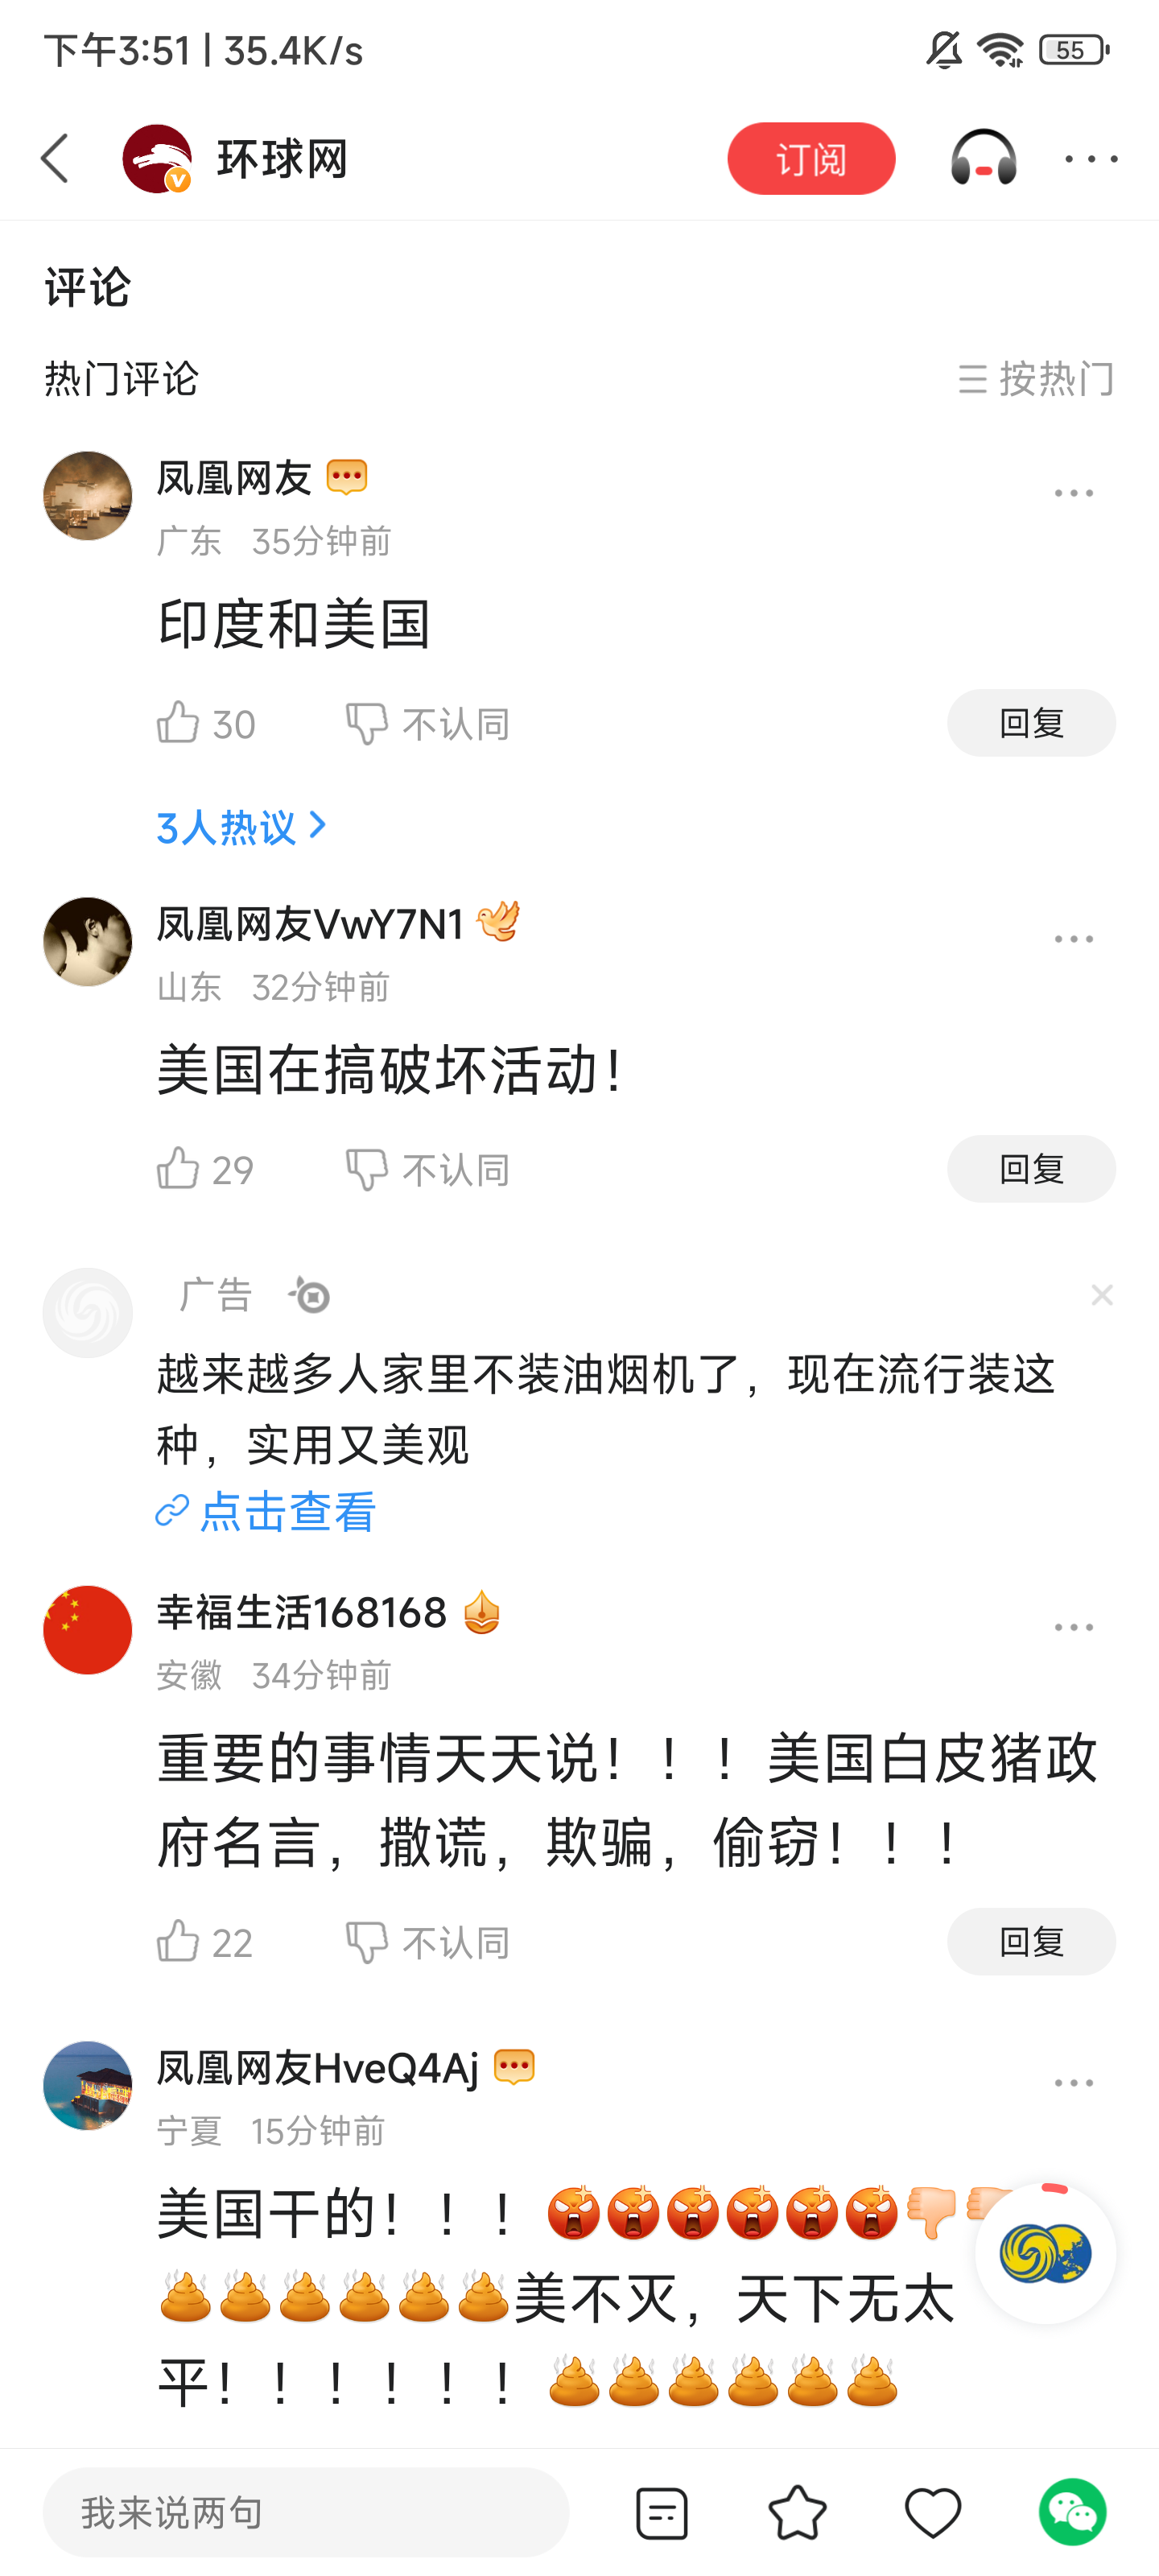 下午3:51 | 35.4K/s
55
环球网
订阅
评论
热门评论
按热门
凤凰网友
广东 35分钟前
印度和美国
30 不认同 回复
3人热议
凤凰网友VwY7N1
山东 32分钟前
美国在搞破坏活动！
29 不认同 回复
广告
越来越多人家里不装油烟机了，现在流行装这
种，实用又美观
点击查看
幸福生活168168
安徽 34分钟前
重要的事情天天说！！！美国白皮猪政
府名言，撒谎，欺骗，偷窃！！！
22 不认同 回复
凤凰网友HveQ4Aj
宁夏 15分钟前
美国干的！！！😡😡😡😡😡😡👎👎
💩💩💩💩💩💩美不灭，天下无太
平！！！！！！💩💩💩💩💩💩
我来说两句